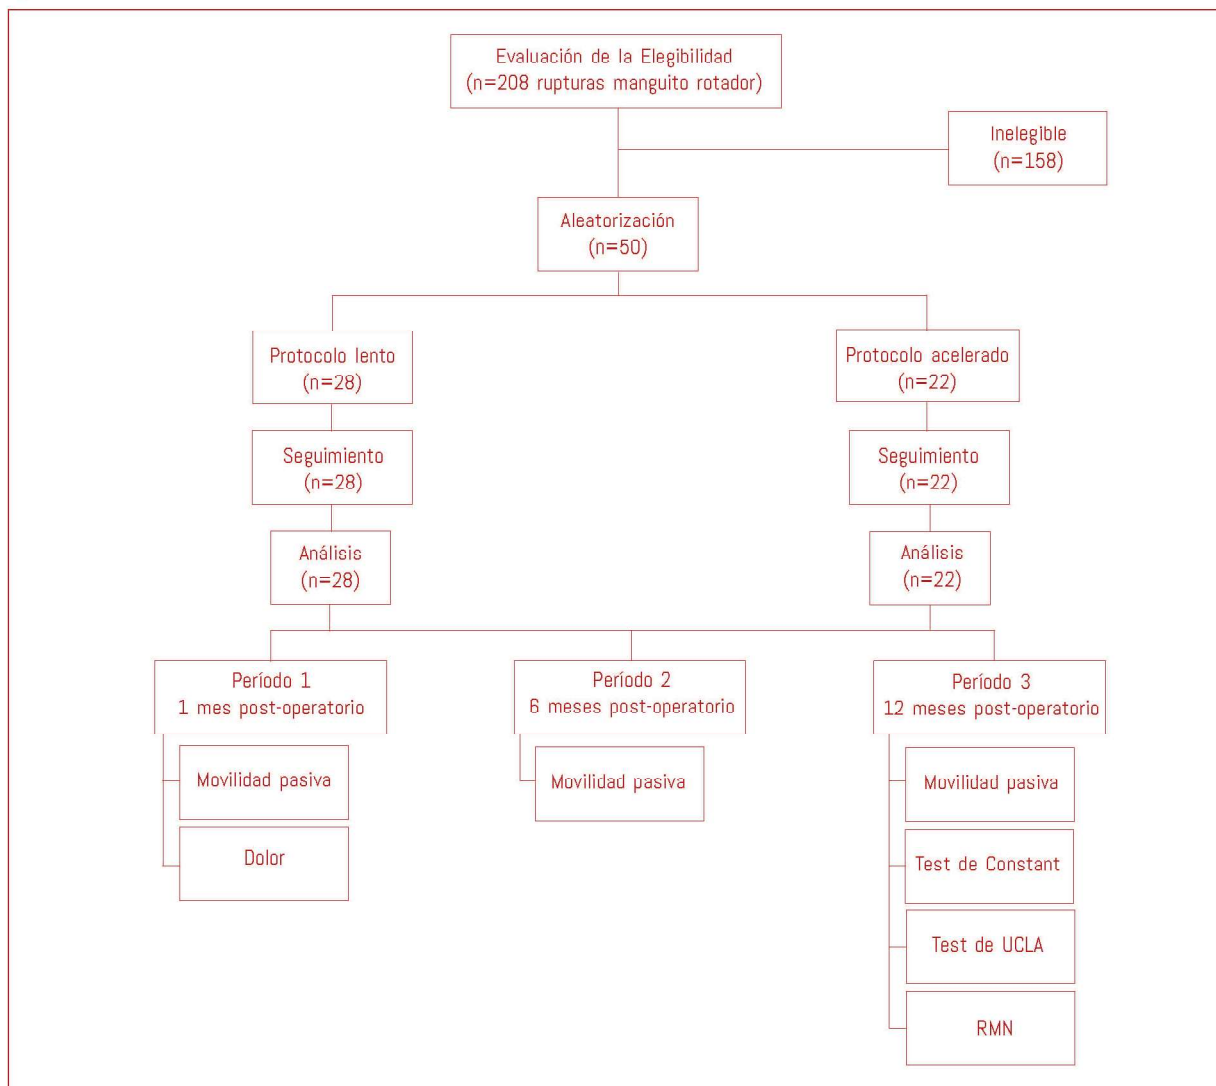 Evaluación de la Elegibilidad
(n=208 rupturas manguito rotador)
Inelegible
(n=158)
Aleatorización
(n=50)
Protocolo lento
(n=28)
Protocolo acelerado
(n=22)
Seguimiento
(n=28)
Seguimiento
(n=22)
Análisis
(n=28)
Análisis
(n=22)
Período 1
1 mes post-operatorio
Período 2
6 meses post-operatorio
Período 3
12 meses post-operatorio
Movilidad pasiva
Dolor
Movilidad pasiva
Movilidad pasiva
Test de Constant
Test de UCLA
RMN